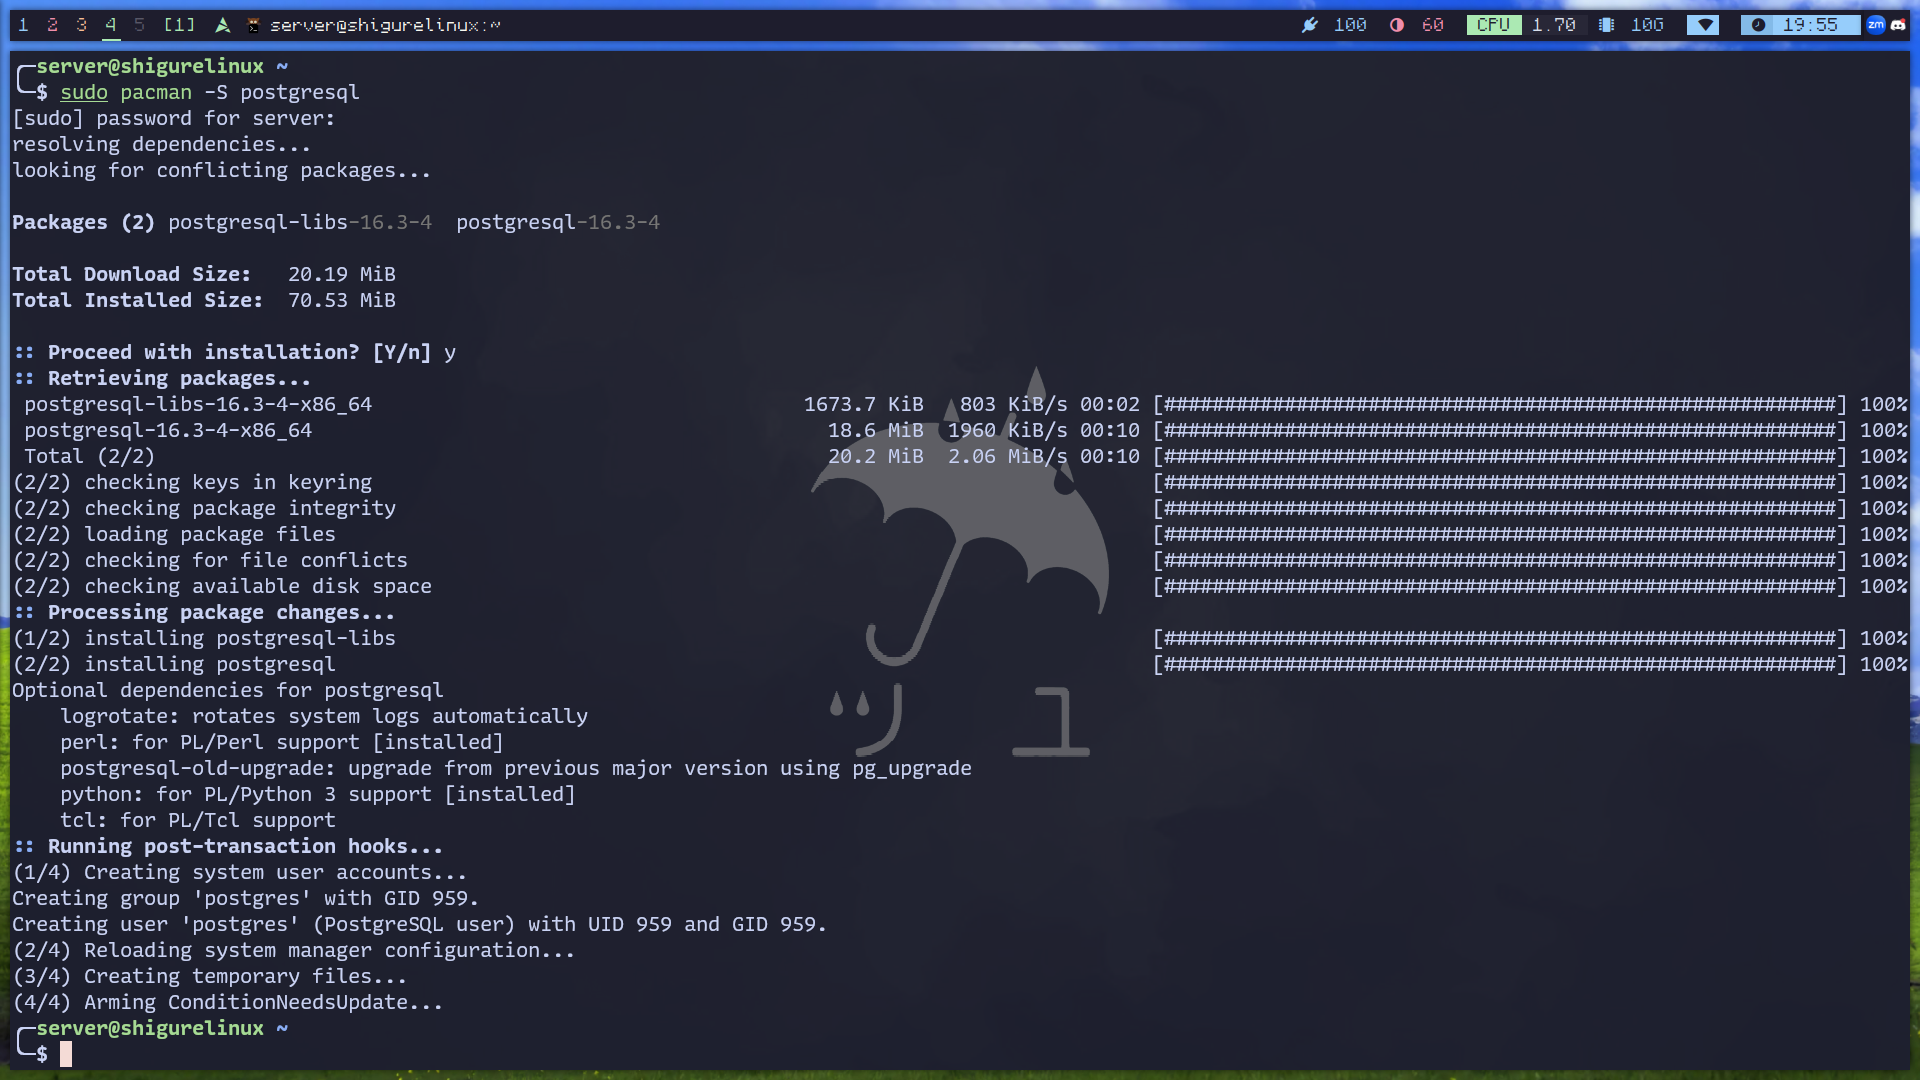 1 2 3 4 5 [1] server@shigurelinux:~ 100 60 CPU 1.70 10G 19:55 zm
server@shigurelinux ~
$ sudo pacman -S postgresql
[sudo] password for server:
resolving dependencies...
looking for conflicting packages...
Packages (2) postgresql-libs-16.3-4  postgresql-16.3-4
Total Download Size:   20.19 MiB
Total Installed Size:  70.53 MiB
:: Proceed with installation? [Y/n] y
:: Retrieving packages...
postgresql-libs-16.3-4-x86_64 1673.7 KiB 803 KiB/s 00:02 [########################################################] 100%
postgresql-16.3-4-x86_64 18.6 MiB 1960 KiB/s 00:10 [########################################################] 100%
Total (2/2) 20.2 MiB 2.06 MiB/s 00:10 [########################################################] 100%
(2/2) checking keys in keyring [########################################################] 100%
(2/2) checking package integrity [########################################################] 100%
(2/2) loading package files [########################################################] 100%
(2/2) checking for file conflicts [########################################################] 100%
(2/2) checking available disk space [########################################################] 100%
:: Processing package changes...
(1/2) installing postgresql-libs [########################################################] 100%
(2/2) installing postgresql [########################################################] 100%
Optional dependencies for postgresql
logrotate: rotates system logs automatically
perl: for PL/Perl support [installed]
postgresql-old-upgrade: upgrade from previous major version using pg_upgrade
python: for PL/Python 3 support [installed]
tcl: for PL/Tcl support
:: Running post-transaction hooks...
(1/4) Creating system user accounts...
Creating group 'postgres' with GID 959.
Creating user 'postgres' (PostgreSQL user) with UID 959 and GID 959.
(2/4) Reloading system manager configuration...
(3/4) Creating temporary files...
(4/4) Arming ConditionNeedsUpdate...
server@shigurelinux ~
$
ツユ